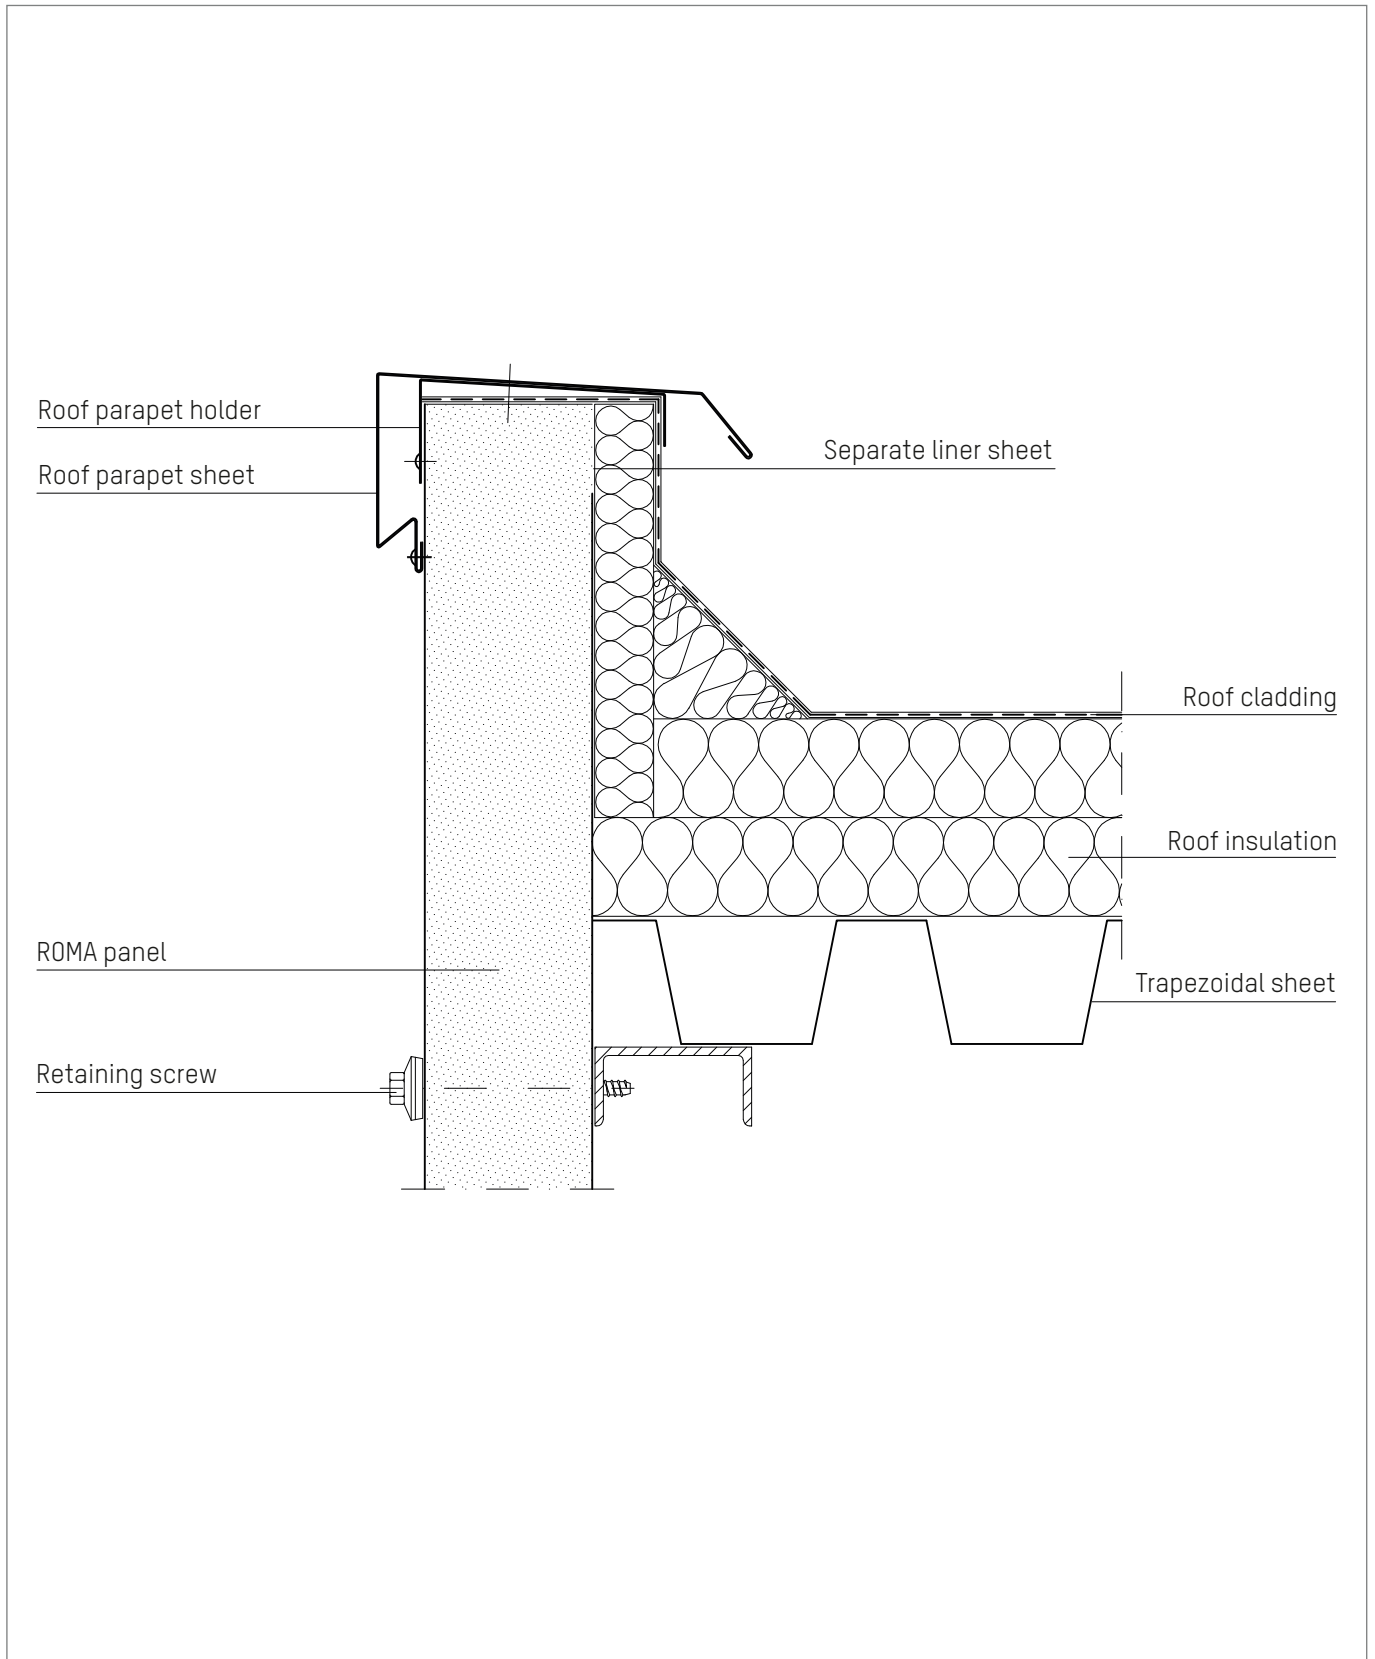 Roof parapet holder
Separate liner sheet
Roof parapet sheet
Roof cladding
Roof insulation
ROMA panel
Trapezoidal sheet
Retaining screw